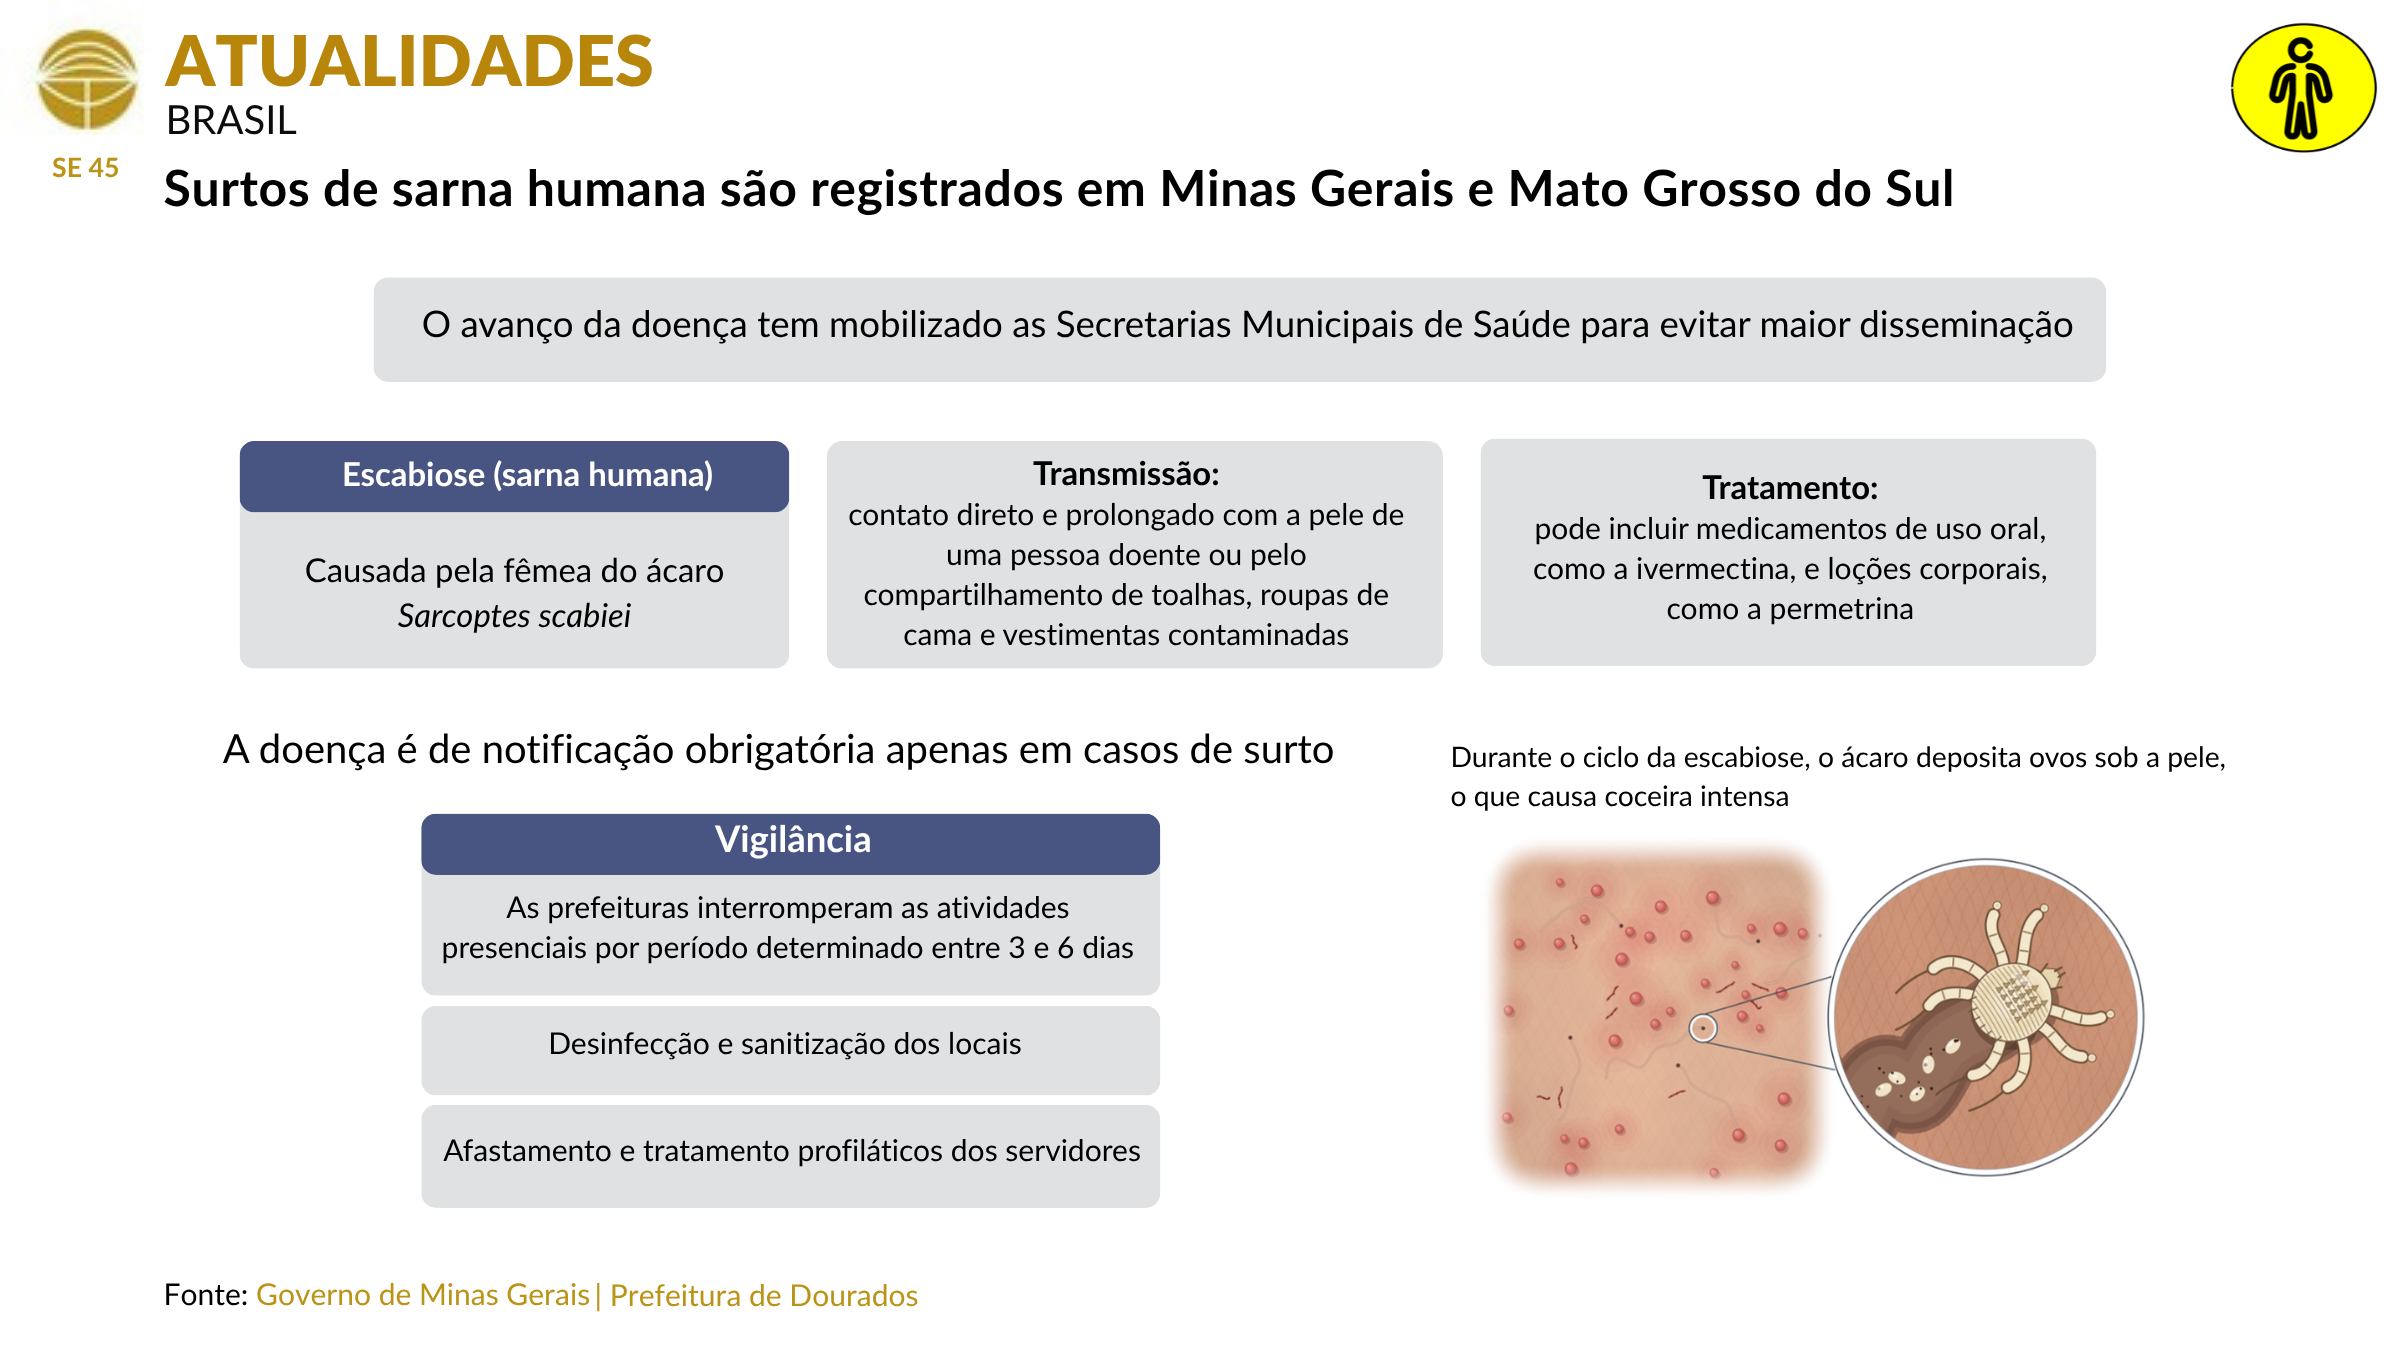 ATUALIDADES
BRASIL
SE 45
Surtos de sarna humana são registrados em Minas Gerais e Mato Grosso do Sul
O avanço da doença tem mobilizado as Secretarias Municipais de Saúde para evitar maior disseminação
Escabiose (sarna humana)
Causada pela fêmea do ácaro
Sarcoptes scabiei
Transmissão:
contato direto e prolongado com a pele de
uma pessoa doente ou pelo
compartilhamento de toalhas, roupas de
cama e vestimentas contaminadas
Tratamento:
pode incluir medicamentos de uso oral,
como a ivermectina, e loções corporais,
como a permetrina
A doença é de notificação obrigatória apenas em casos de surto
Vigilância
As prefeituras interromperam as atividades
presenciais por período determinado entre 3 e 6 dias
Desinfecção e sanitização dos locais
Afastamento e tratamento profiláticos dos servidores
Durante o ciclo da escabiose, o ácaro deposita ovos sob a pele,
o que causa coceira intensa
Fonte: Governo de Minas Gerais | Prefeitura de Dourados